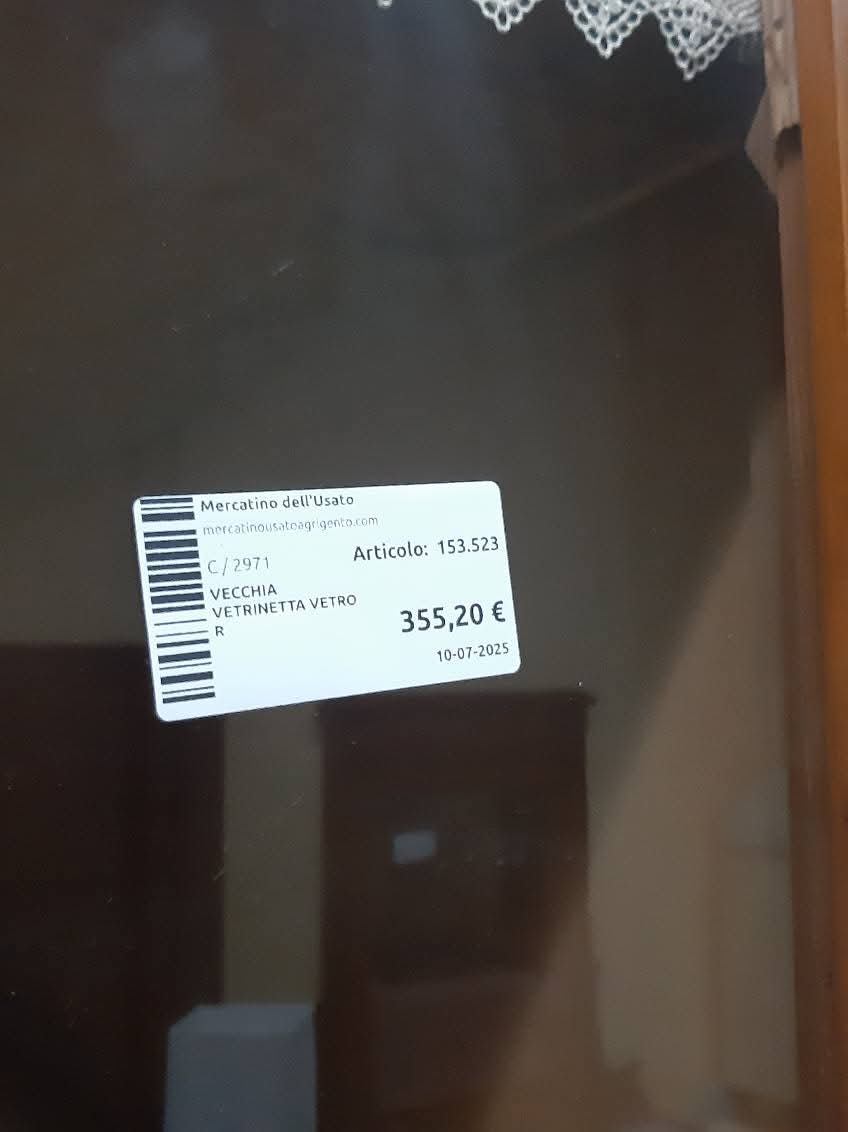 Mercatino dell'Usato
mercatinousatoagrigento.com
C/2971
Articolo: 153.523
VECCHIA
VETRINETTA VETRO
R
355,20 €
10-07-2025